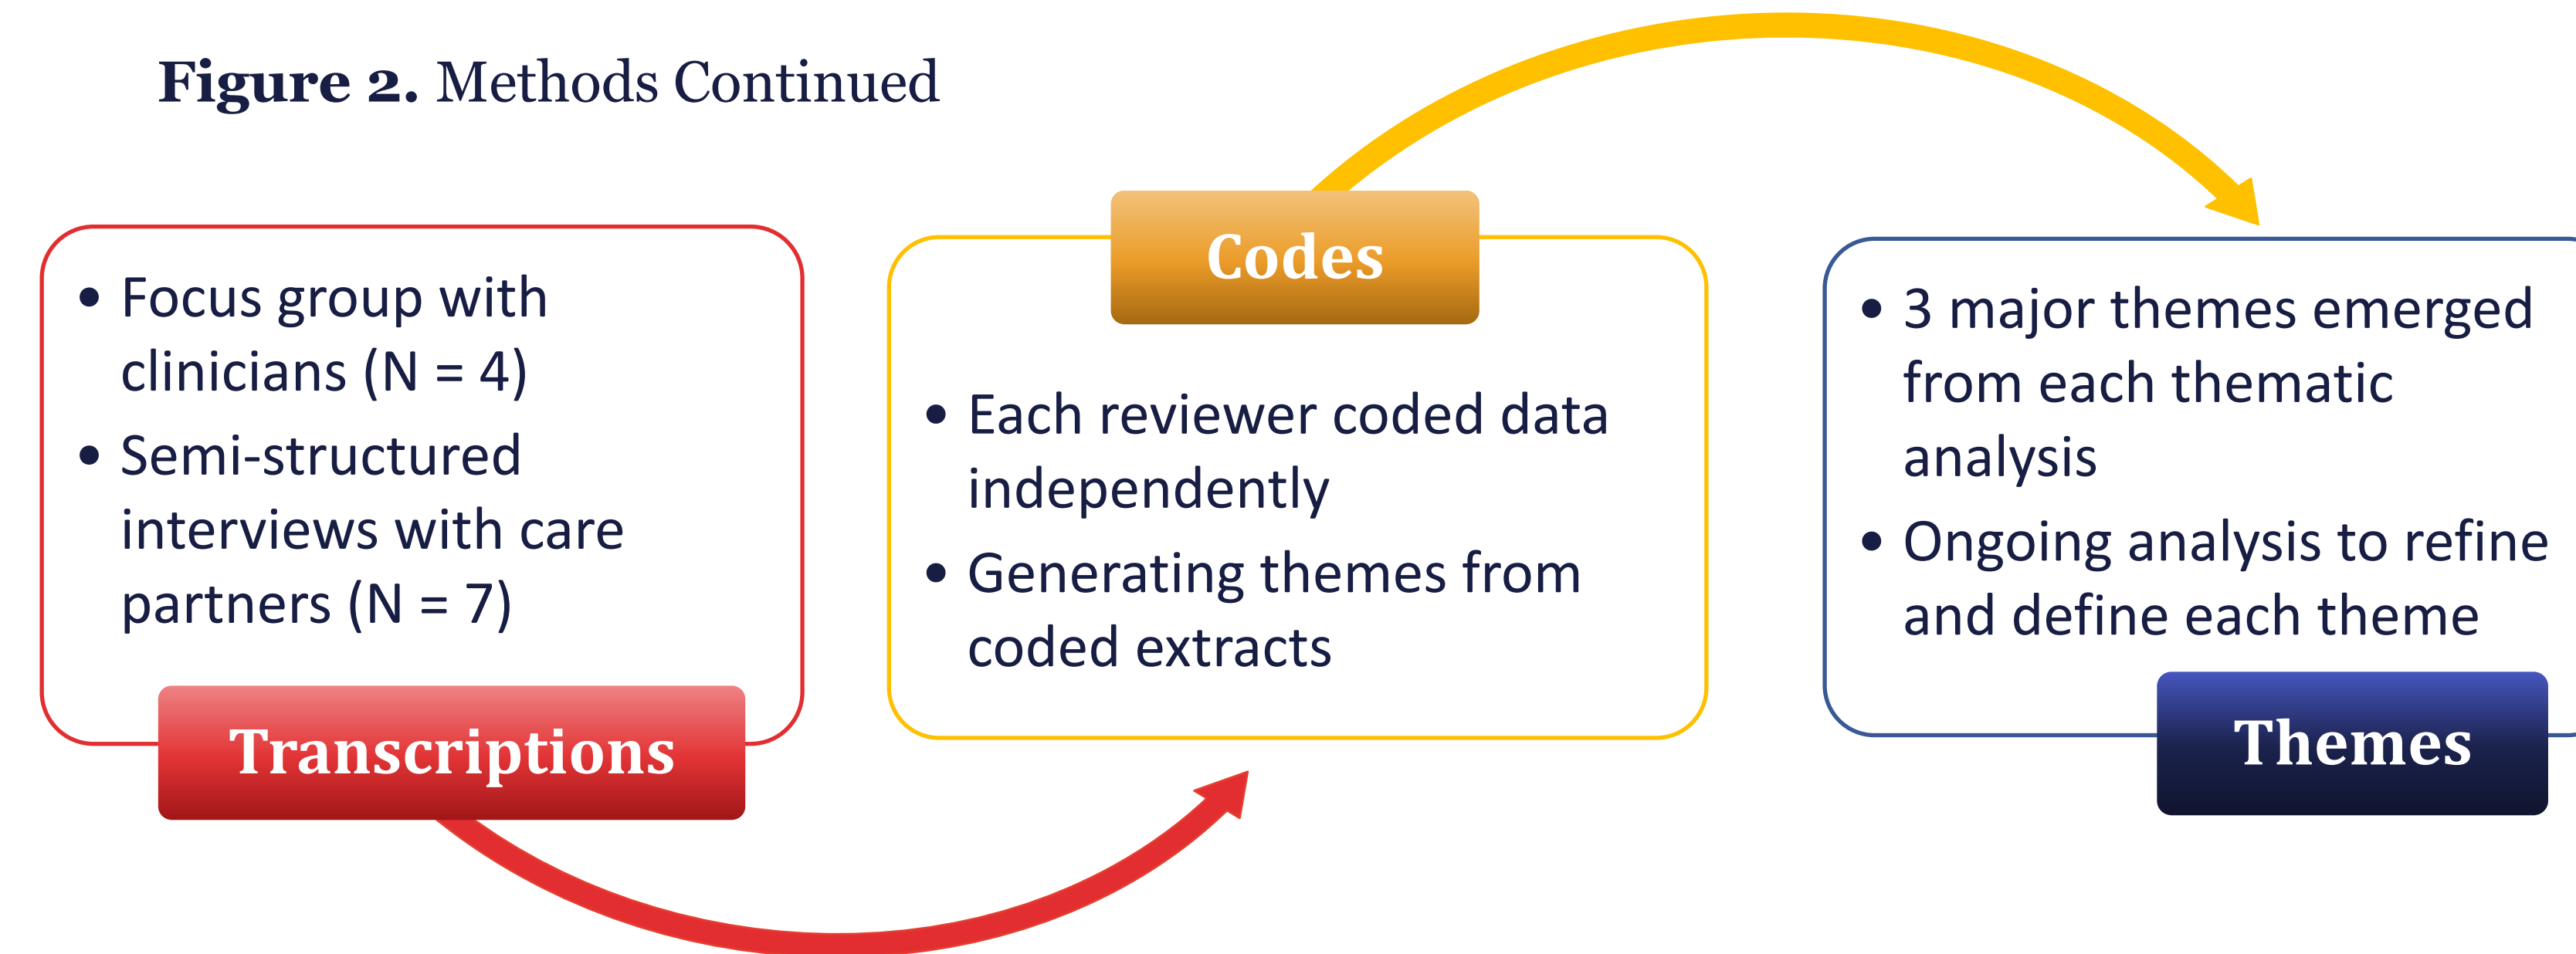 Figure 2. Methods Continued
• Focus group with
clinicians (N = 4)
• Semi-structured
interviews with care
partners (N = 7)
Transcriptions
Codes
• Each reviewer coded data
independently
• Generating themes from
coded extracts
• 3 major themes emerged
from each thematic
analysis
• Ongoing analysis to refine
and define each theme
Themes